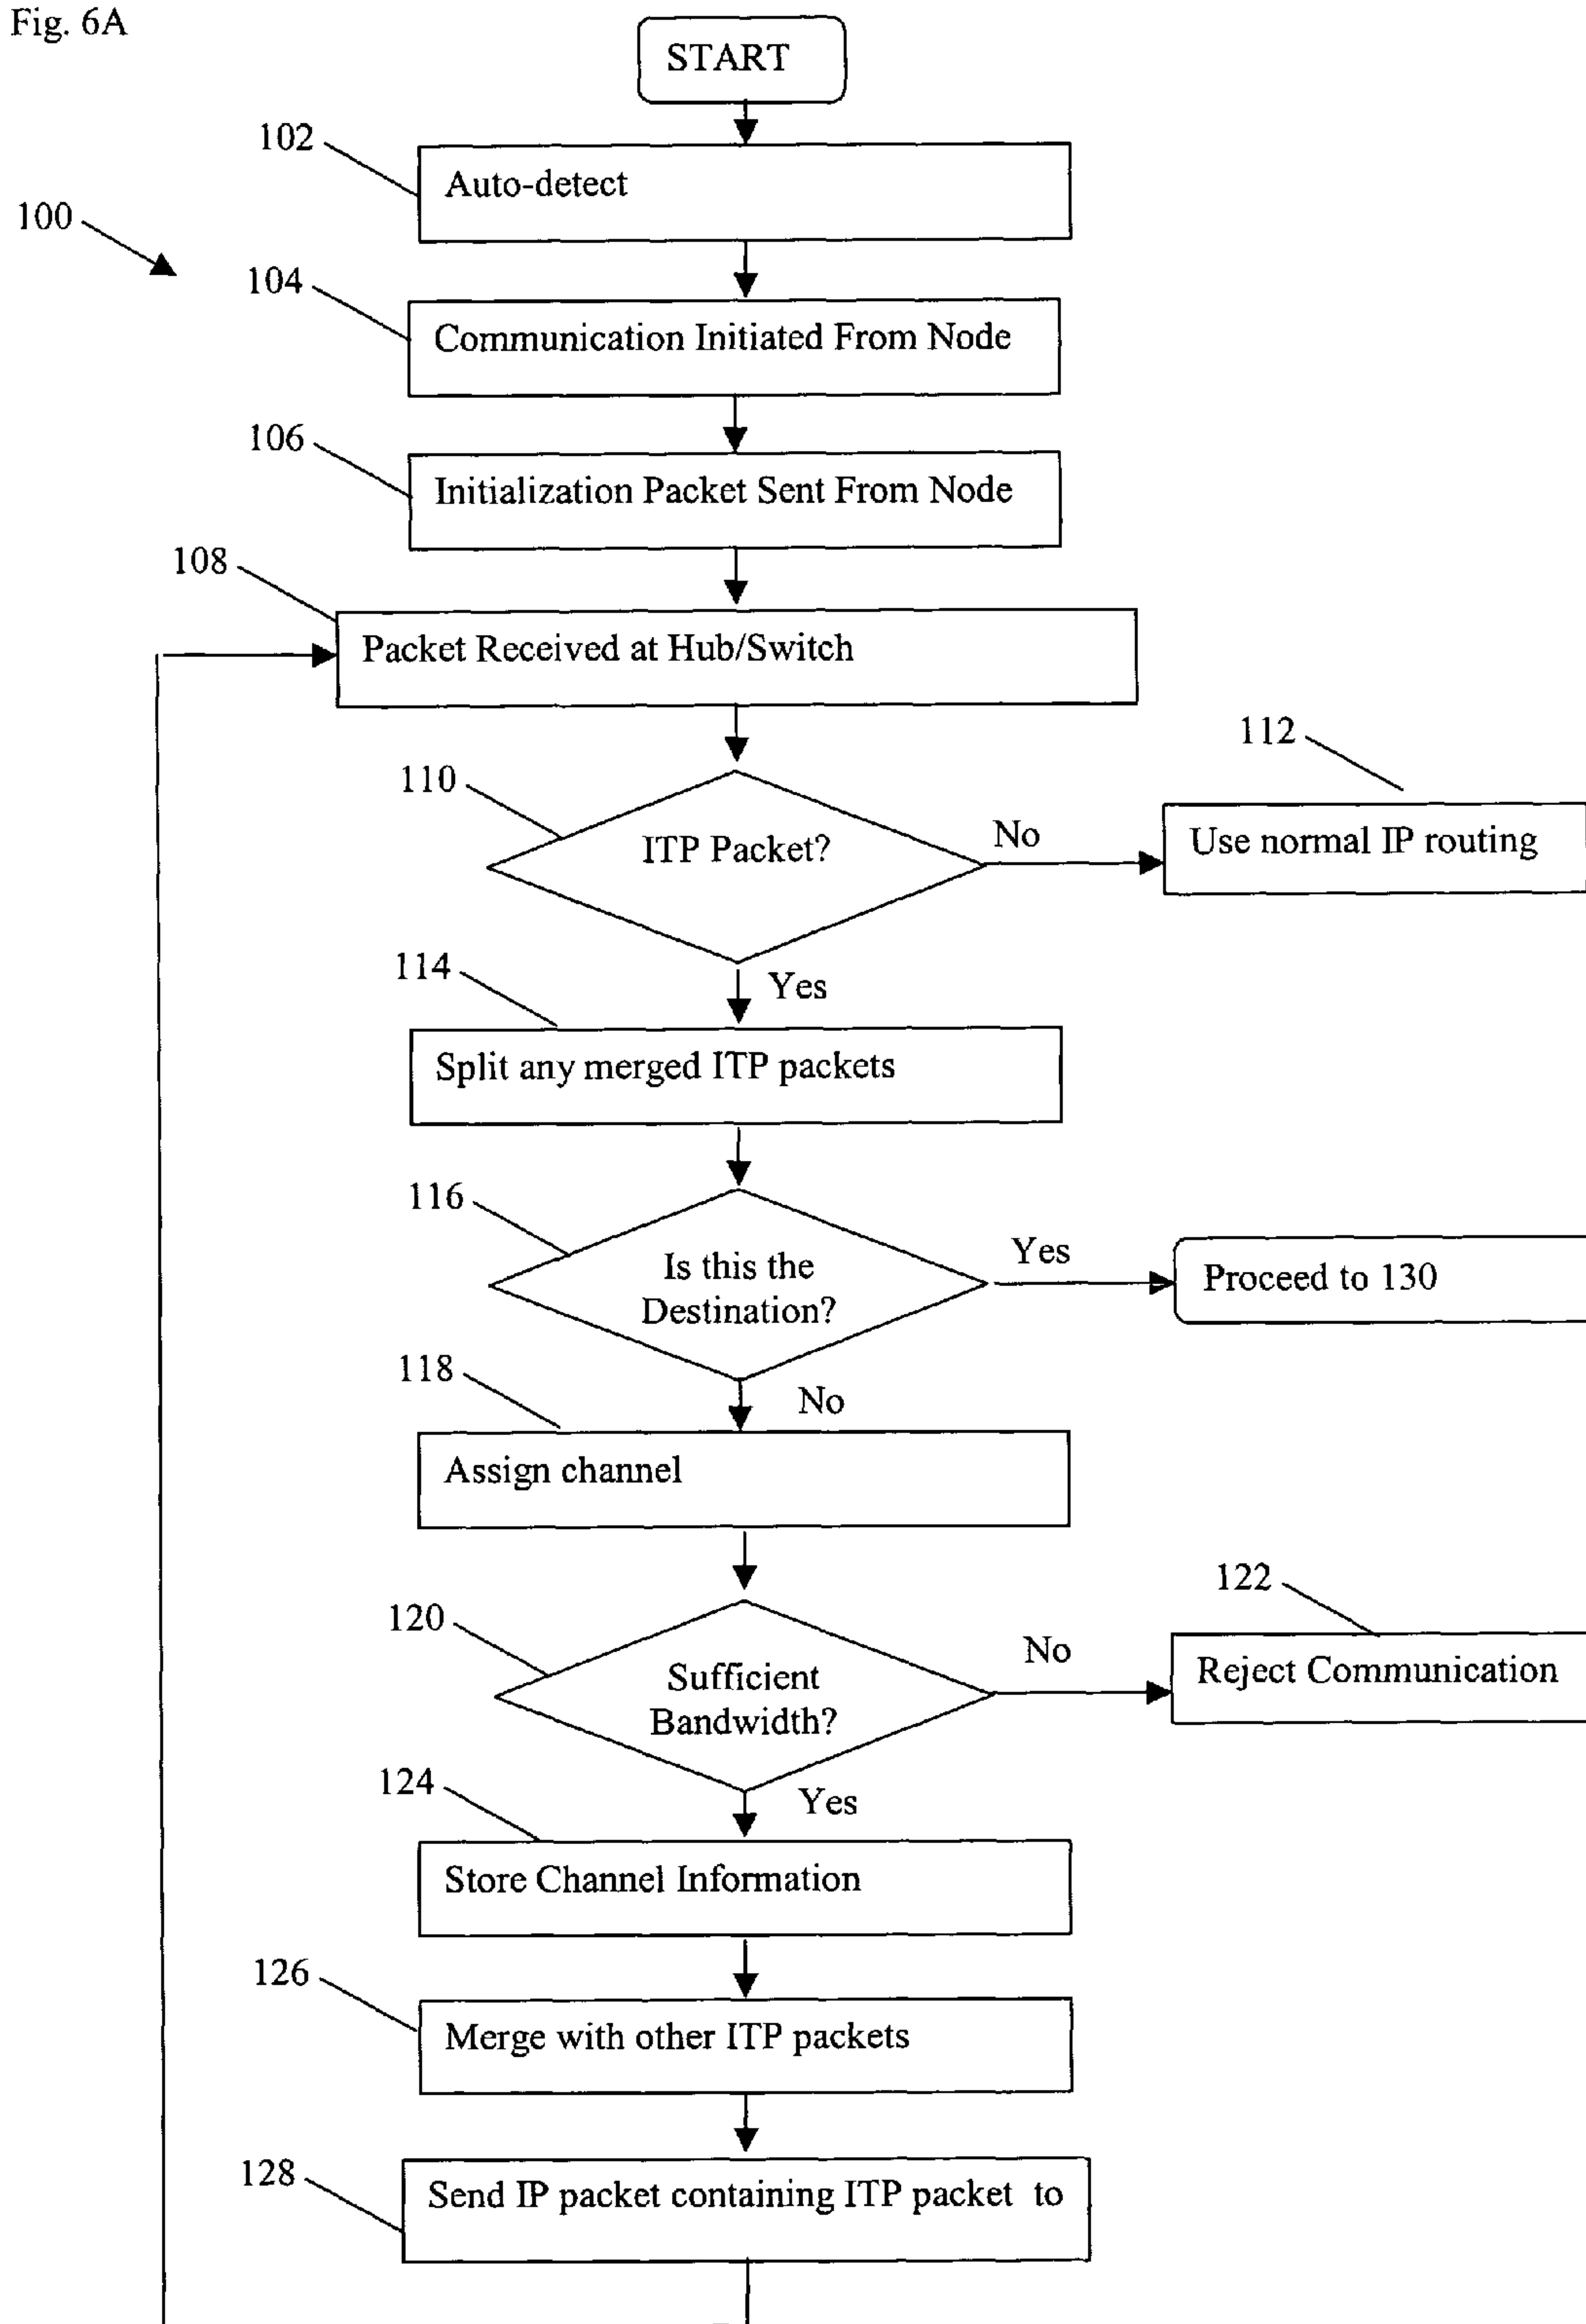 Fig. 6A
START
102
Auto-detect
100
104
Communication Initiated From Node
106
Initialization Packet Sent From Node
108
Packet Received at Hub/Switch
112
110
ITP Packet?
No
Use normal IP routing
114
Yes
Split any merged ITP packets
116
Is this the
Destination?
Yes
Proceed to 130
118
No
Assign channel
122
120
Sufficient
Bandwidth?
No
Reject Communication
124
Yes
Store Channel Information
126
Merge with other ITP packets
128
Send IP packet containing ITP packet to